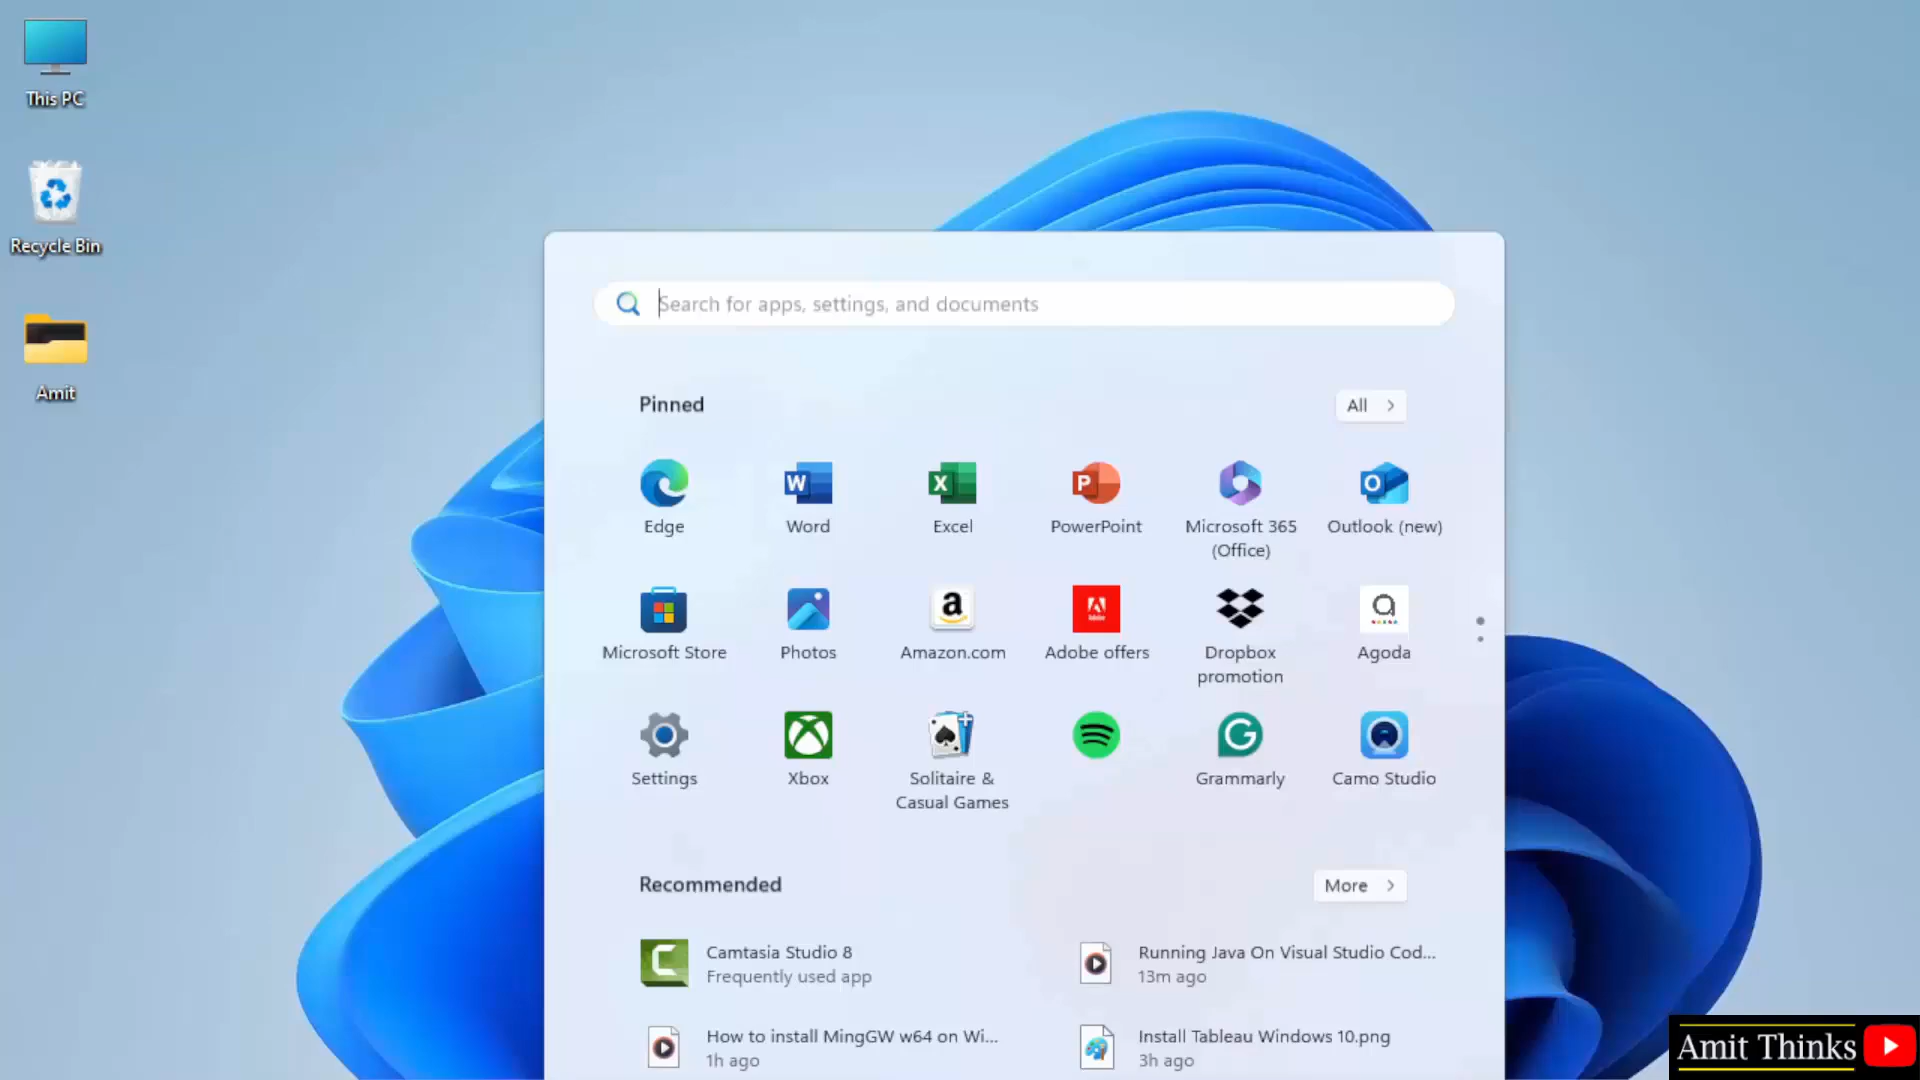 This PC
Recycle Bin
Amit
Search for apps, settings, and documents
Pinned
All
Edge
Word
Excel
PowerPoint
Microsoft 365
(Office)
Outlook (new)
Microsoft Store
Photos
Amazon.com
Adobe offers
Dropbox
promotion
Agoda
Settings
Xbox
Solitaire &
Casual Games
Grammarly
Camo Studio
Recommended
More
Camtasia Studio 8
Frequently used app
Running Java On Visual Studio Cod...
13m ago
How to install MingGW w64 on Wi...
1h ago
Install Tableau Windows 10.png
3h ago
Amit Thinks